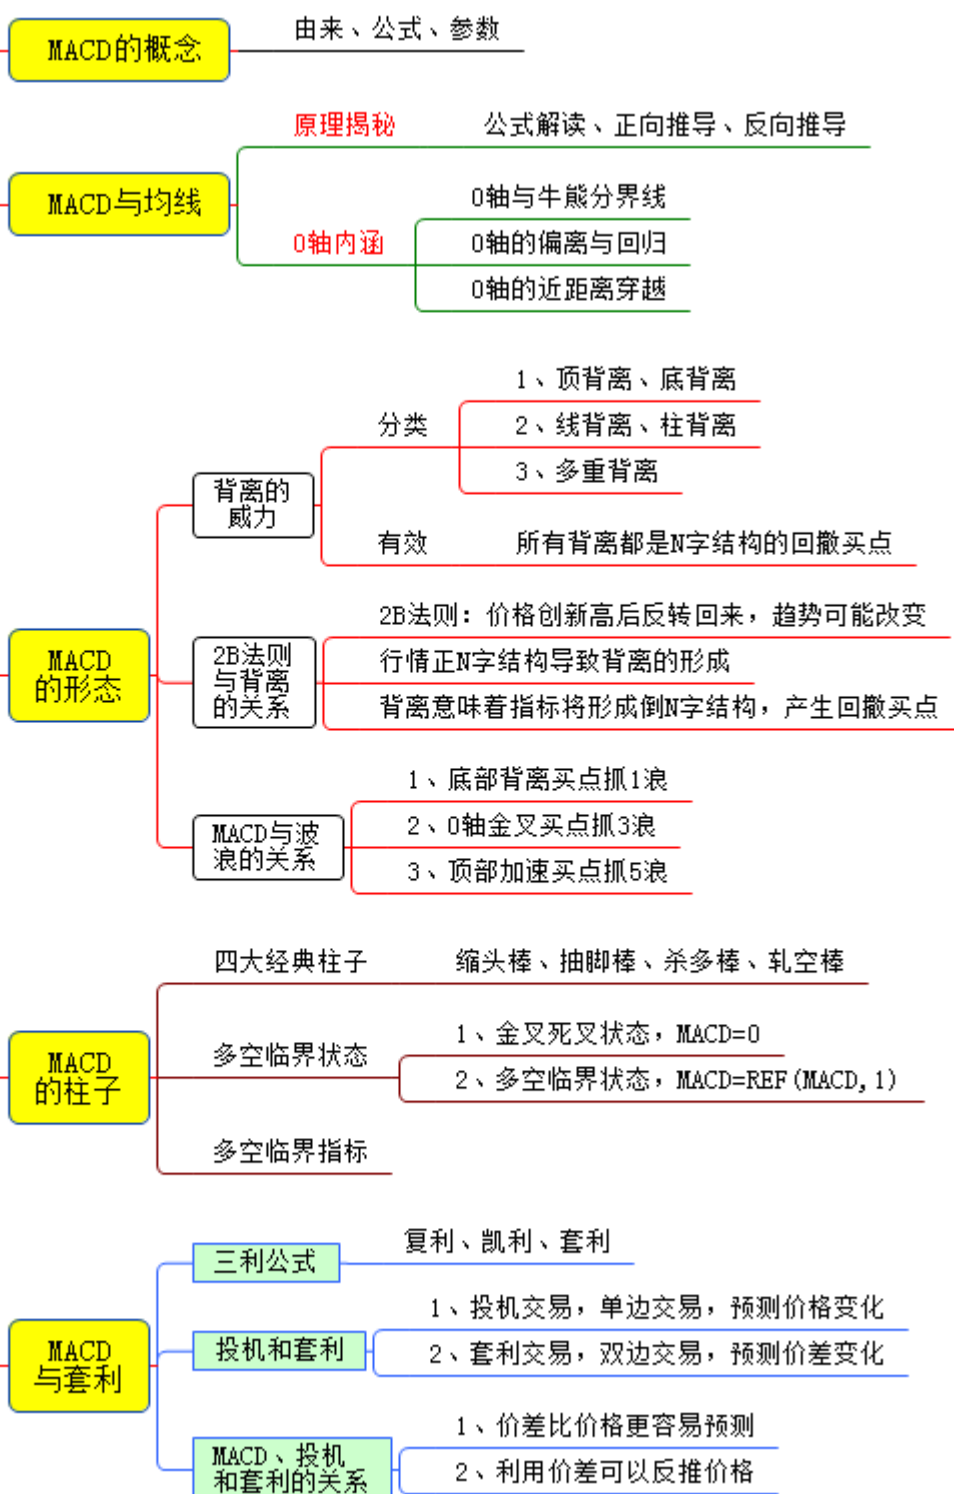 MACD的概念
由来、公式、参数
MACD与均线
原理揭秘
公式解读、正向推导、反向推导
0轴内涵
0轴与牛熊分界线
0轴的偏离与回归
0轴的近距离穿越
MACD
的形态
背离的
威力
分类
1、顶背离、底背离
2、线背离、柱背离
3、多重背离
有效
所有背离都是N字结构的回撤买点
2B法则
与背离
的关系
2B法则：价格创新高后反转回来，趋势可能改变
行情正N字结构导致背离的形成
背离意味着指标将形成倒N字结构，产生回撤买点
MACD与波
浪的关系
1、底部背离买点抓1浪
2、0轴金叉买点抓3浪
3、顶部加速买点抓5浪
MACD
的柱子
四大经典柱子
缩头棒、抽脚棒、杀多棒、轧空棒
多空临界状态
1、金叉死叉状态，MACD=0
2、多空临界状态，MACD=REF(MACD,1)
多空临界指标
MACD
与套利
三利公式
复利、凯利、套利
投机和套利
1、投机交易，单边交易，预测价格变化
2、套利交易，双边交易，预测价差变化
MACD、投机
和套利的关系
1、价差比价格更容易预测
2、利用价差可以反推价格